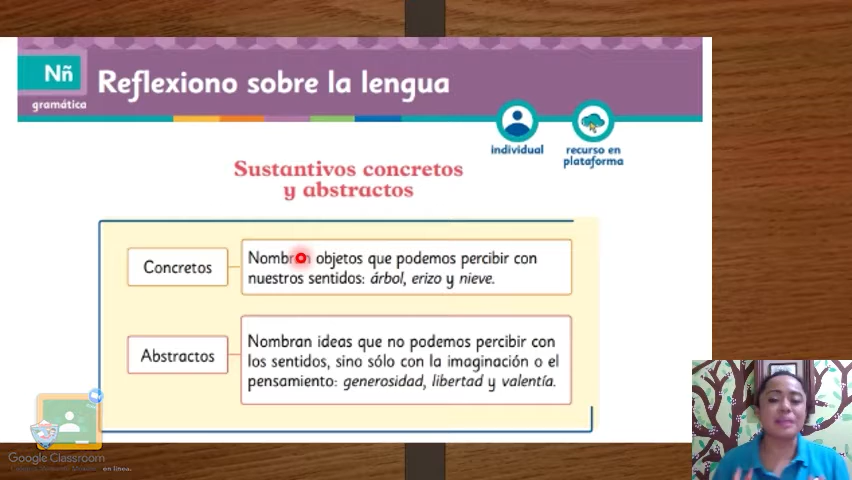 Nñ
gramática
Reflexiono sobre la lengua
individual
recurso en
plataforma
Sustantivos concretos
y abstractos
Concretos
Nombran objetos que podemos percibir con
nuestros sentidos: árbol, erizo y nieve.
Abstractos
Nombran ideas que no podemos percibir con
los sentidos, sino sólo con la imaginación o el
pensamiento: generosidad, libertad y valentía.
Google Classroom
en línea.